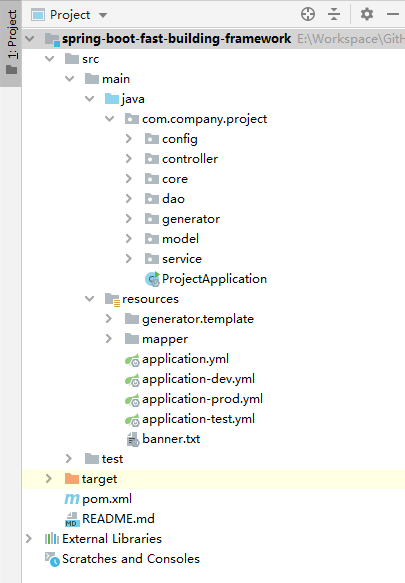 Project
1: Project
spring-boot-fast-building-framework E:\Workspace\GitH
src
main
java
com.company.project
config
controller
core
dao
generator
model
service
ProjectApplication
resources
generator.template
mapper
application.yml
application-dev.yml
application-prod.yml
application-test.yml
banner.txt
test
target
pom.xml
README.md
External Libraries
Scratches and Consoles